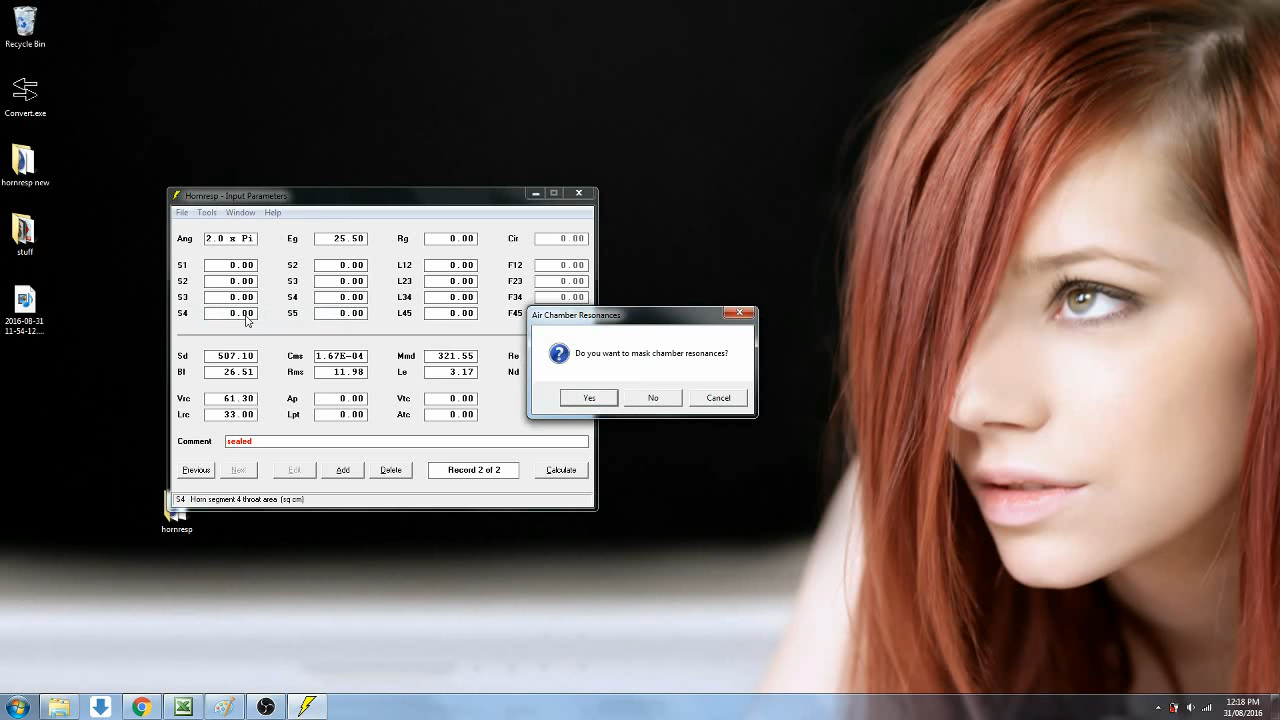 Recycle Bin
Convert.exe
hornresp new
stuff
2016-08-31
11-54-12....
Hornresp - Input Parameters
File Tools Window Help
Ang 2.0 x Pi Eg 25.50 Rg 0.00 Cir 0.00
S1 0.00 S2 0.00 L12 0.00 F12 0.00
S2 0.00 S3 0.00 L23 0.00 F23 0.00
S3 0.00 S4 0.00 L34 0.00 F34 0.00
S4 0.00 S5 0.00 L45 0.00 F45
Sd 507.10 Cms 1.67E-04 Mmd 321.55 Re
Bl 26.51 Rms 11.98 Le 3.17 Nd
Vrc 61.30 Ap 0.00 Vtc 0.00
Lrc 33.00 Lpt 0.00 Atc 0.00
Comment sealed
Previous Next Edit Add Delete Record 2 of 2 Calculate
S4 Horn segment 4 throat area (sq cm)
Air Chamber Resonances
Do you want to mask chamber resonances?
Yes No Cancel
hornresp
12:18 PM
31/08/2016